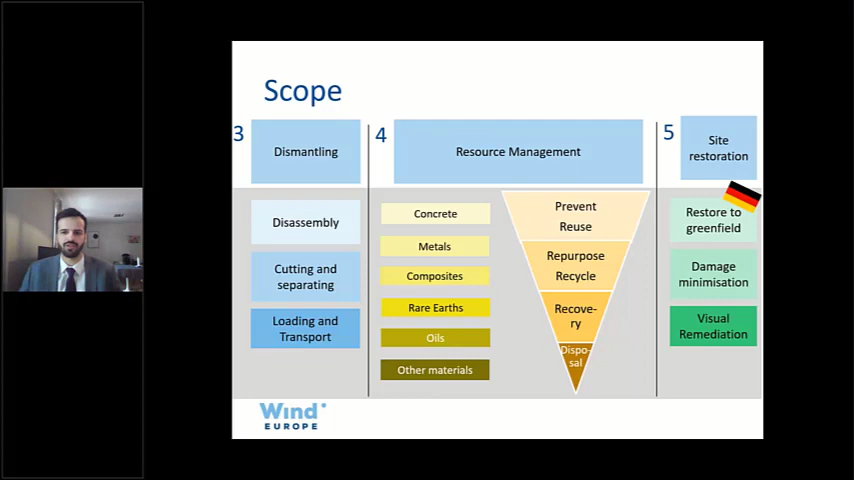 Scope
3
Dismantling
Disassembly
Cutting and
separating
Loading and
Transport
4
Resource Management
Concrete
Metals
Composites
Rare Earths
Oils
Other materials
Prevent
Reuse
Repurpose
Recycle
Recove-
ry
Dispo-
sal
5
Site
restoration
Restore to
greenfield
Damage
minimisation
Visual
Remediation
Wind
EUROPE